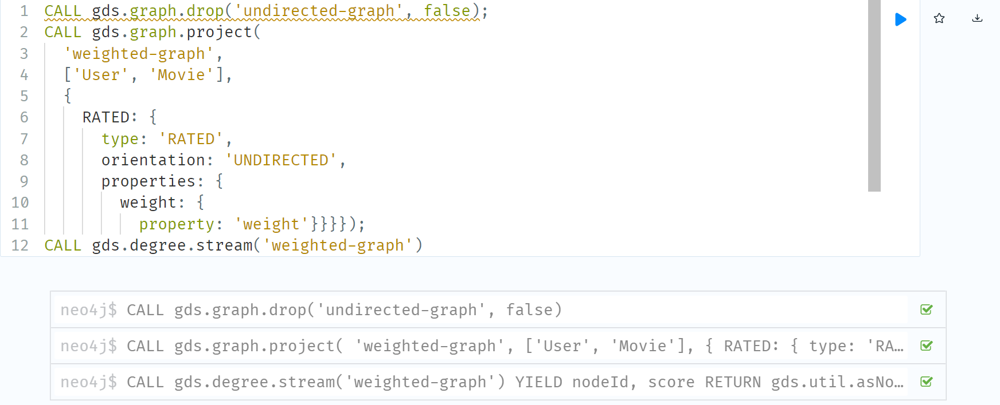 1 CALL gds.graph.drop('undirected-graph', false);
2 CALL gds.graph.project(
3 'weighted-graph',
4 ['User', 'Movie'],
5 {
6 RATED: {
7 type: 'RATED',
8 orientation: 'UNDIRECTED',
9 properties: {
10 weight: {
11 property: 'weight'}}}});
12 CALL gds.degree.stream('weighted-graph')
neo4j$ CALL gds.graph.drop('undirected-graph', false)
neo4j$ CALL gds.graph.project( 'weighted-graph', ['User', 'Movie'], { RATED: { type: 'RA…
neo4j$ CALL gds.degree.stream('weighted-graph') YIELD nodeId, score RETURN gds.util.asNo…